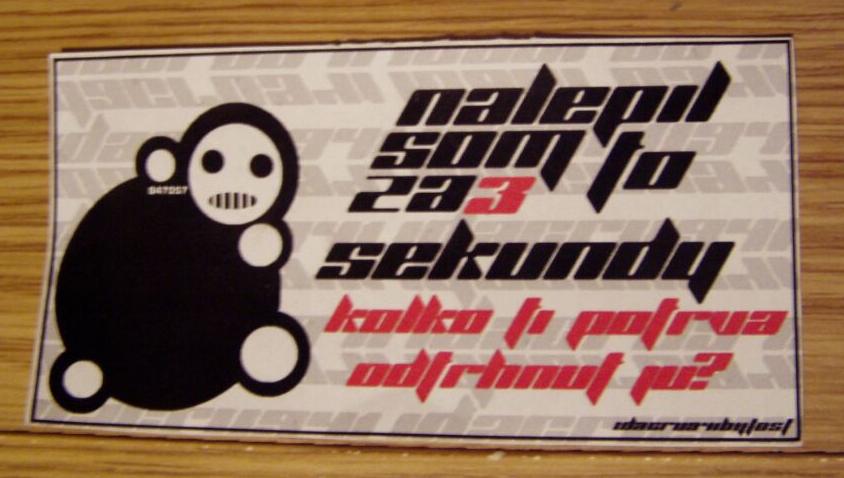 nalepil
som to
za3
sekundy
kolko ti potrva
odtrhnut ju?